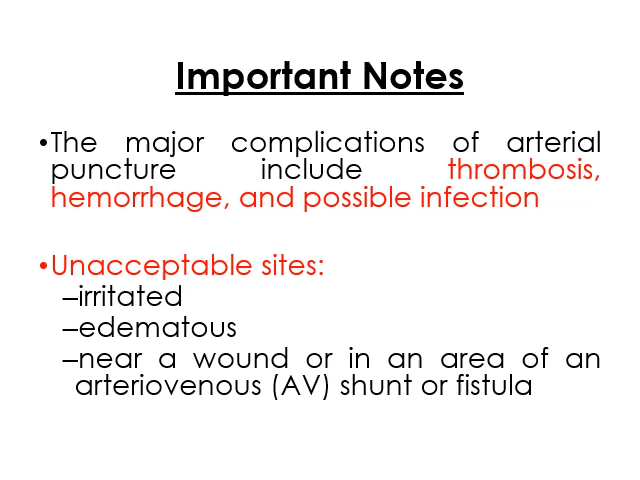 Important Notes
•The major complications of arterial
puncture include thrombosis,
hemorrhage, and possible infection
•Unacceptable sites:
–irritated
–edematous
–near a wound or in an area of an
arteriovenous (AV) shunt or fistula